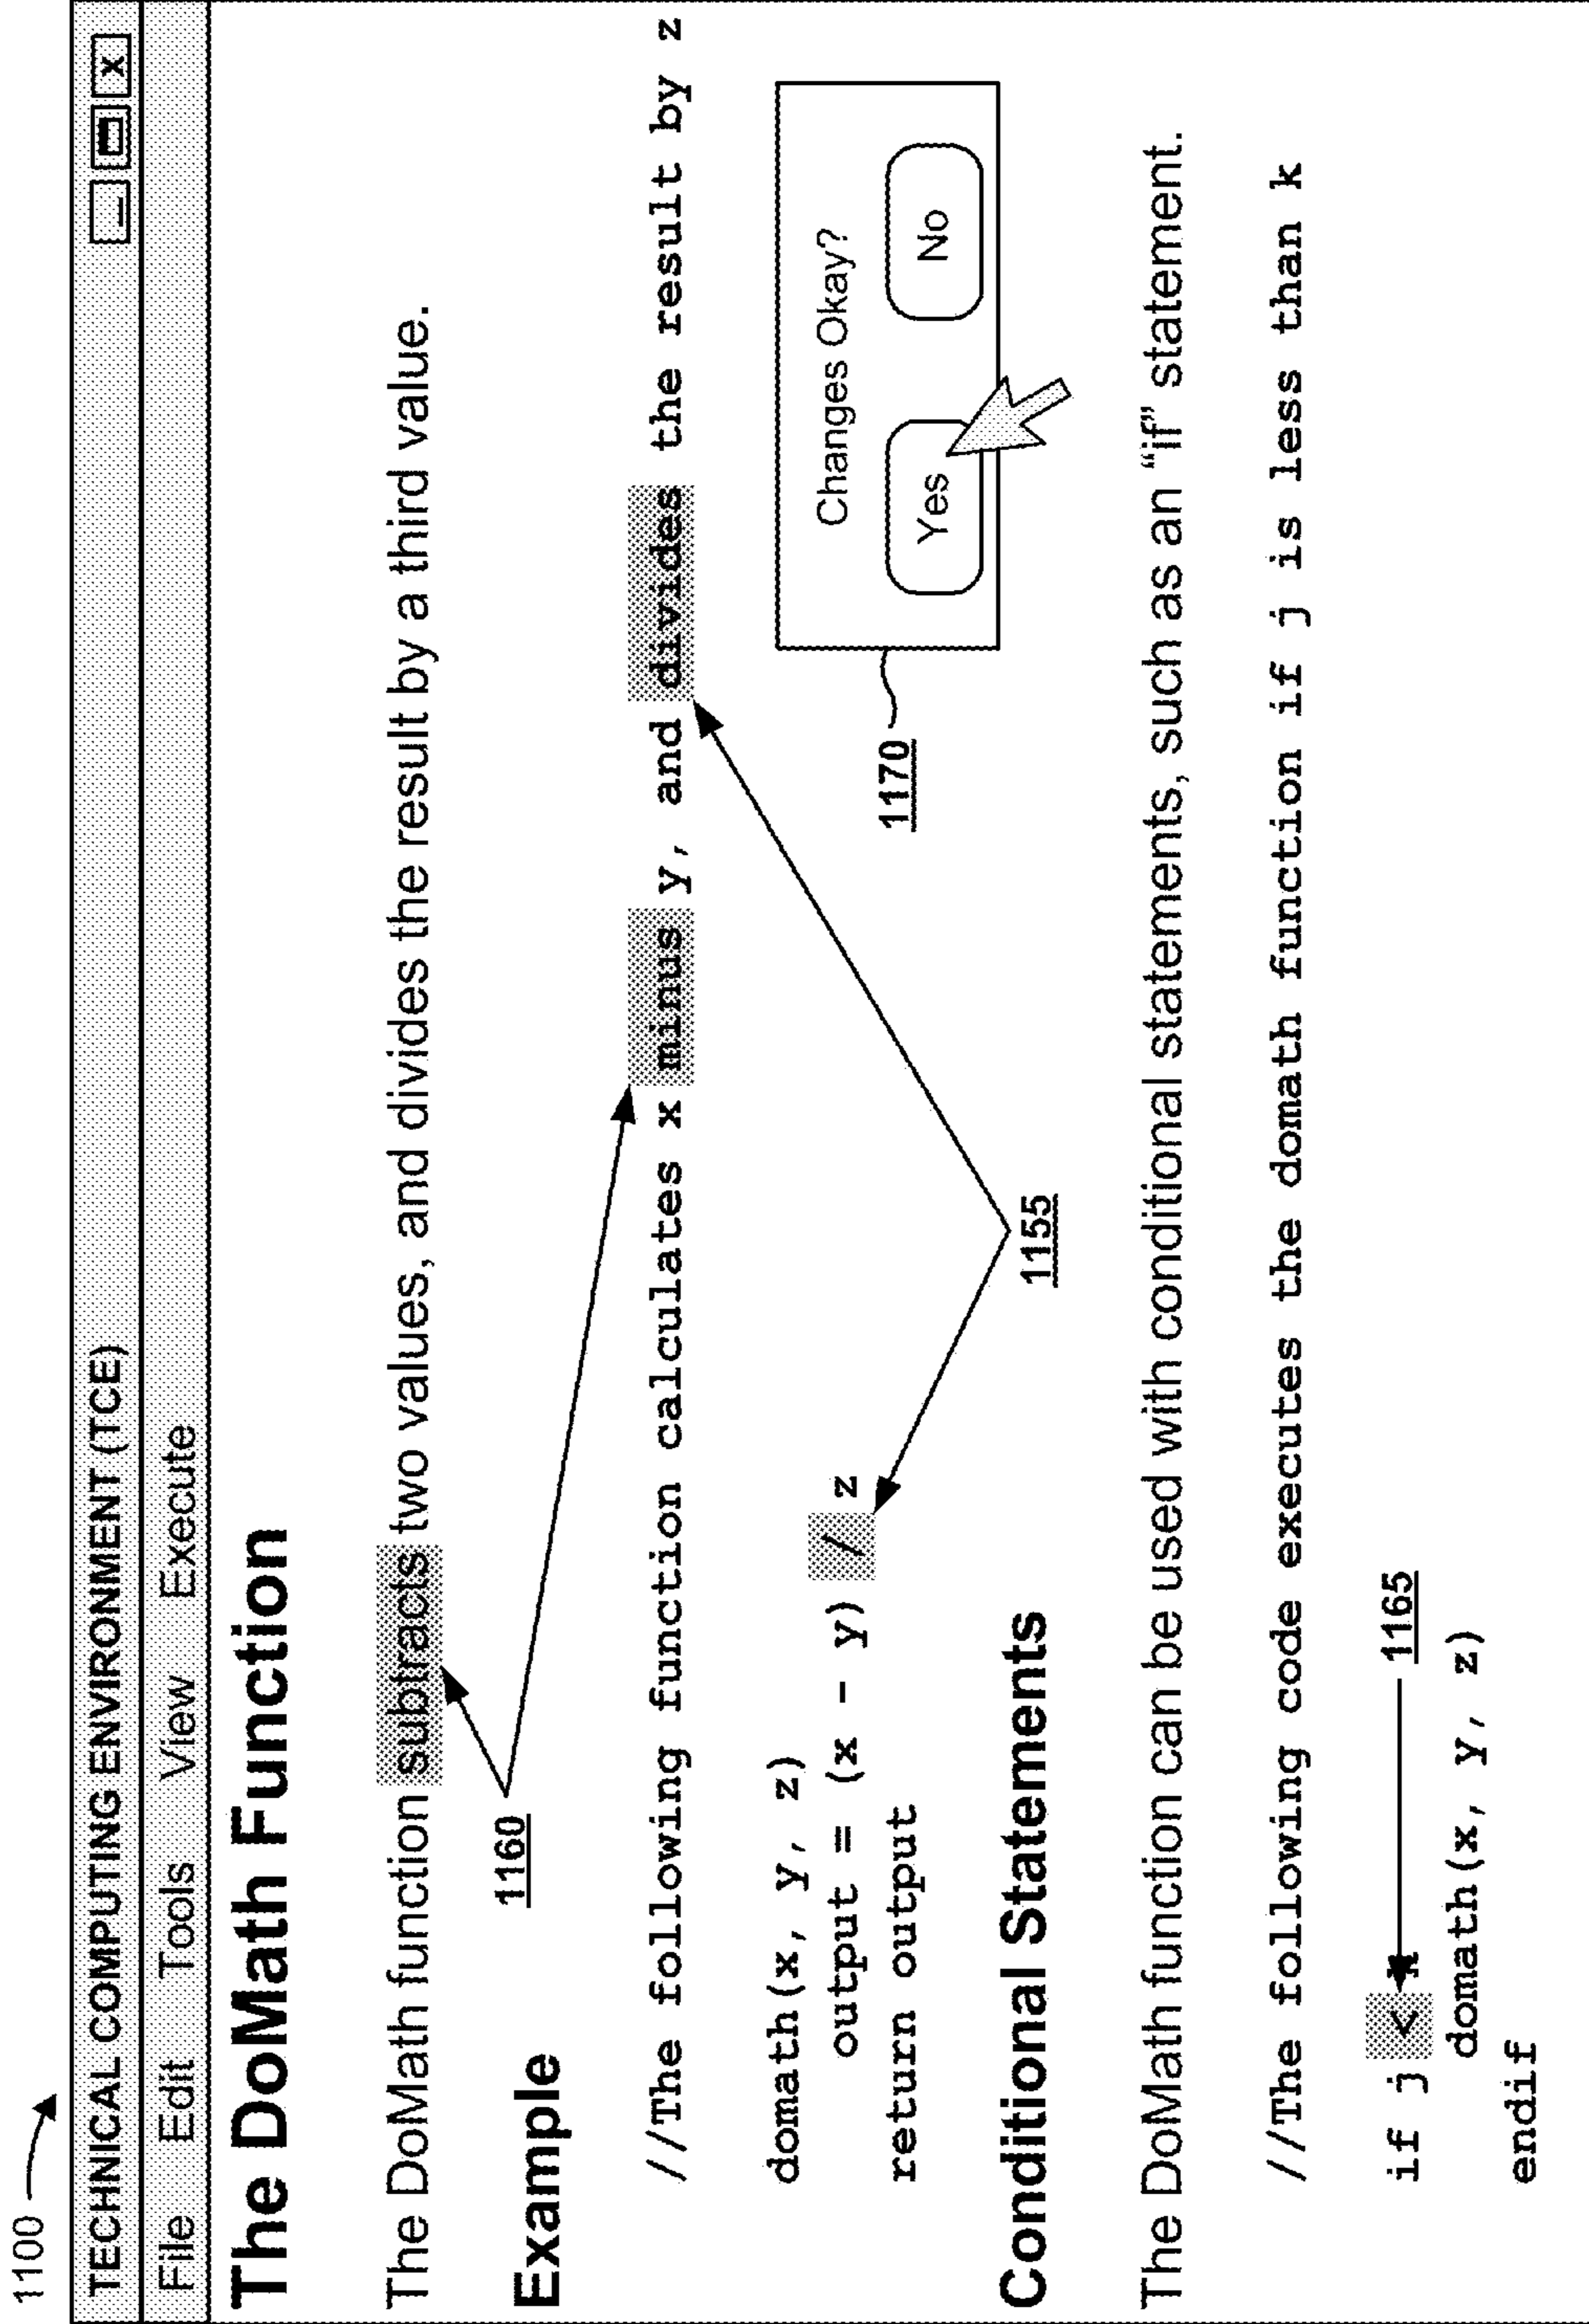 1100
TECHNICAL COMPUTING ENVIRONMENT (TCE) _ X
File Edit Tools View Execute
The DoMath Function
The DoMath function subtracts two values, and divides the result by a third value.
1160
Example
//The following function calculates x minus y, and divides the result by z
domath(x, y, z)
output = (x - y) / z
return output
1155
1170
Changes Okay?
Yes No
Conditional Statements
The DoMath function can be used with conditional statements, such as an “if” statement.
//The following code executes the domath function if j is less than k
if j < 1165
domath(x, y, z)
endif